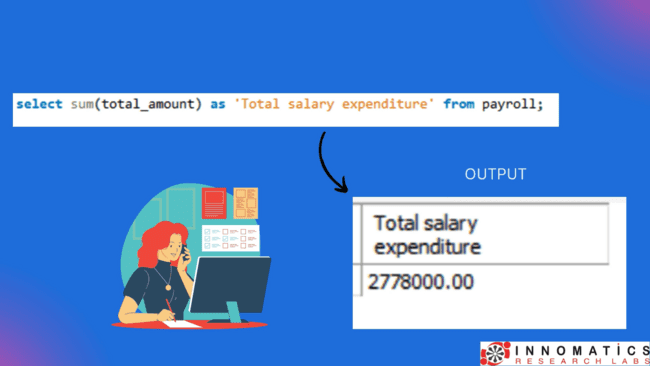 select sum(total_amount) as 'Total salary expenditure' from payroll;
OUTPUT
Total salary
expenditure
2778000.00
INNOMATICS
RESEARCH LABS